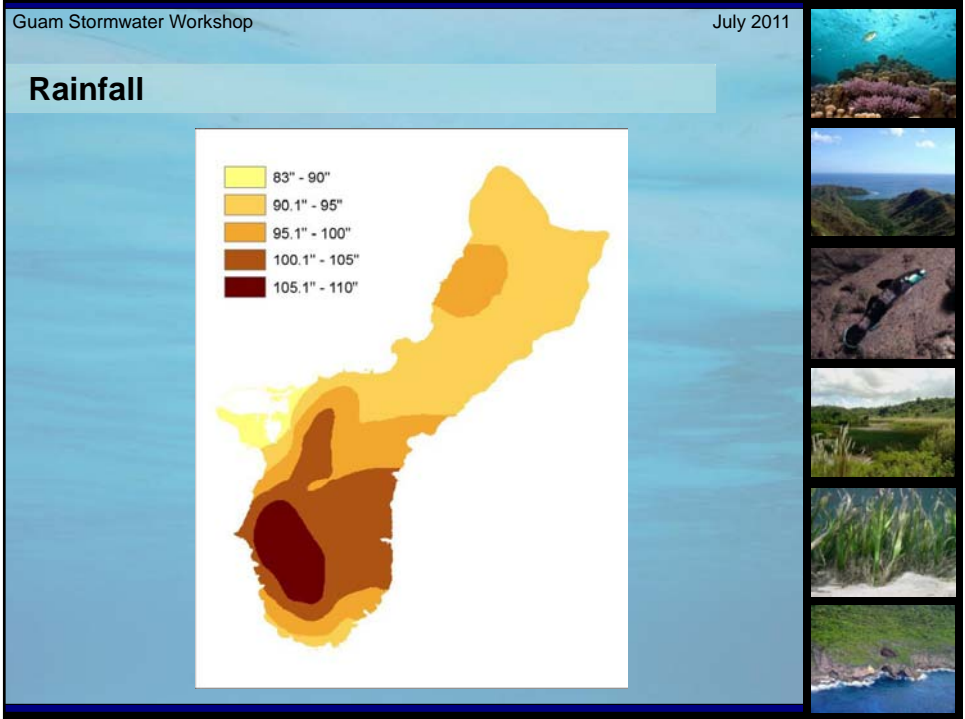 Guam Stormwater Workshop
July 2011
Rainfall
83" - 90"
90.1" - 95"
95.1" - 100"
100.1" - 105"
105.1" - 110"